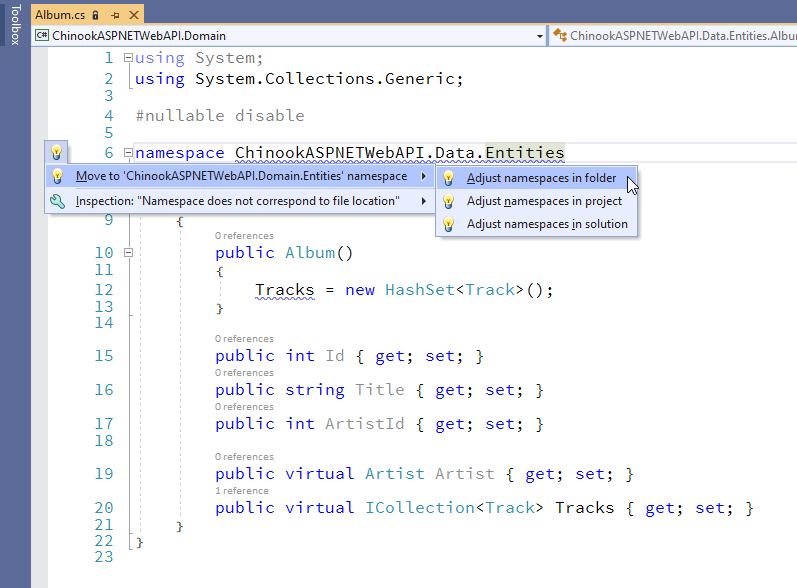 Toolbox
Album.cs
C# ChinookASPNETWebAPI.Domain
ChinookASPNETWebAPI.Data.Entities.Albu
1 using System;
2 using System.Collections.Generic;
3
4 #nullable disable
5
6 namespace ChinookASPNETWebAPI.Data.Entities
Move to 'ChinookASPNETWebAPI.Domain.Entities' namespace
Adjust namespaces in folder
Inspection: "Namespace does not correspond to file location"
Adjust namespaces in project
Adjust namespaces in solution
9 {
0 references
10 public Album()
11 {
12 Tracks = new HashSet<Track>();
13 }
14
0 references
15 public int Id { get; set; }
0 references
16 public string Title { get; set; }
0 references
17 public int ArtistId { get; set; }
18
0 references
19 public virtual Artist Artist { get; set; }
1 reference
20 public virtual ICollection<Track> Tracks { get; set; }
21 }
22 }
23